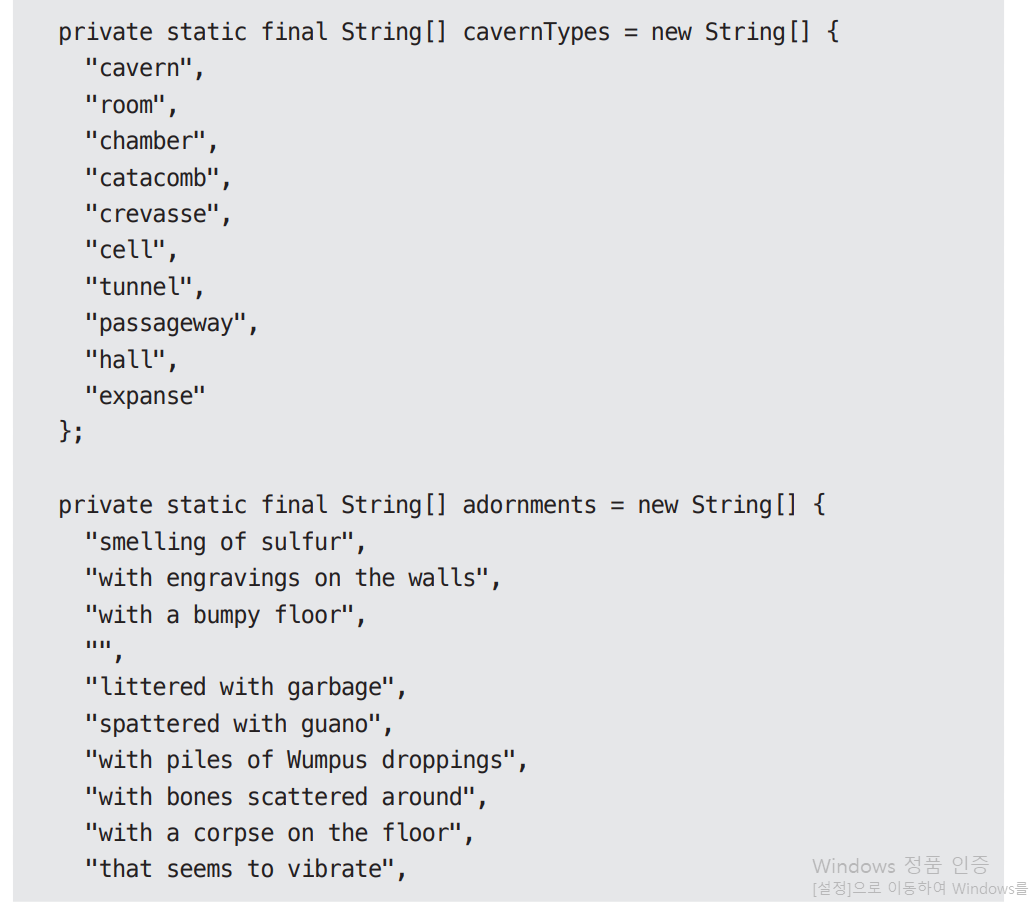 private static final String[] cavernTypes = new String[] {
"cavern",
"room",
"chamber",
"catacomb",
"crevasse",
"cell",
"tunnel",
"passageway",
"hall",
"expanse"
};
private static final String[] adornments = new String[] {
"smelling of sulfur",
"with engravings on the walls",
"with a bumpy floor",
"",
"littered with garbage",
"spattered with guano",
"with piles of Wumpus droppings",
"with bones scattered around",
"with a corpse on the floor",
"that seems to vibrate",
Windows 정품 인증
[설정]으로 이동하여 Windows를